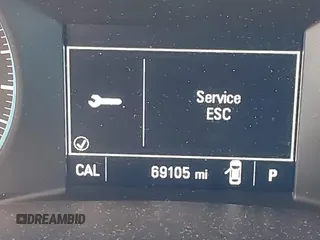 Service
ESC
CAL 69105 mi P
DREAMBID